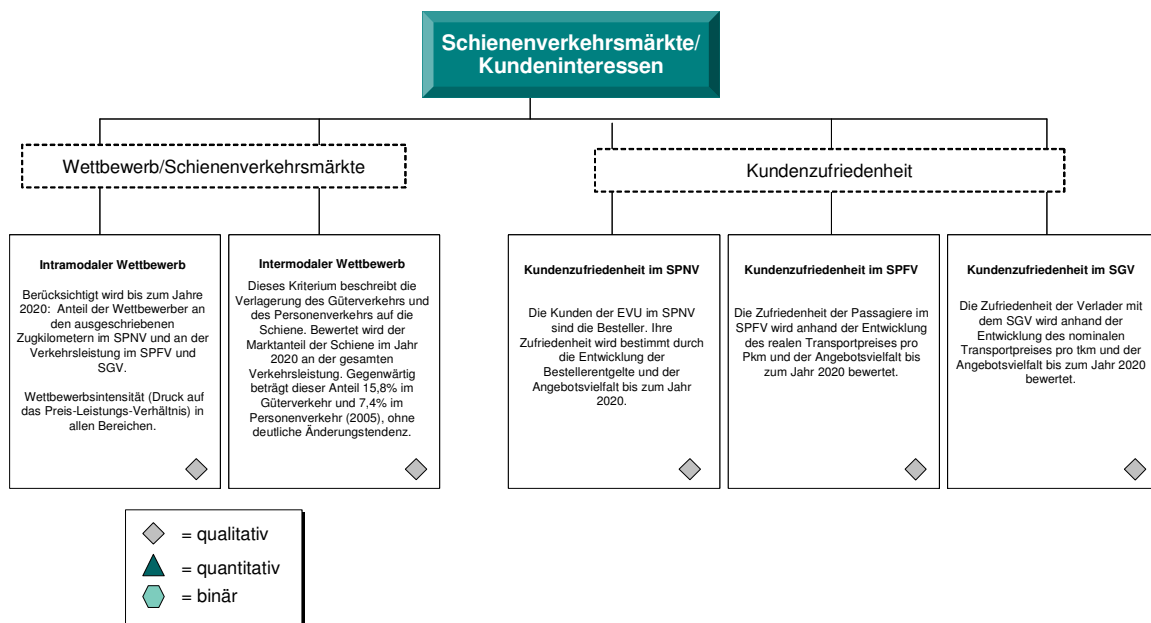 Schienenverkehrsmärkte/
Kundeninteressen
Wettbewerb/Schienenverkehrsmärkte
Kundenzufriedenheit
Intramodaler Wettbewerb
Berücksichtigt wird bis zum Jahre
2020: Anteil der Wettbewerber an
den ausgeschriebenen
Zugkilometern im SPNV und an der
Verkehrsleistung im SPFV und
SGV.
Wettbewerbsintensität (Druck auf
das Preis-Leistungs-Verhältnis) in
allen Bereichen.
Intermodaler Wettbewerb
Dieses Kriterium beschreibt die
Verlagerung des Güterverkehrs und
des Personenverkehrs auf die
Schiene. Bewertet wird der
Marktanteil der Schiene im Jahr
2020 an der gesamten
Verkehrsleistung. Gegenwärtig
beträgt dieser Anteil 15,8% im
Güterverkehr und 7,4% im
Personenverkehr (2005), ohne
deutliche Änderungstendenz.
Kundenzufriedenheit im SPNV
Die Kunden der EVU im SPNV
sind die Besteller. Ihre
Zufriedenheit wird bestimmt durch
die Entwicklung der
Bestellerentgelte und der
Angebotsvielfalt bis zum Jahr
2020.
Kundenzufriedenheit im SPFV
Die Zufriedenheit der Passagiere im
SPFV wird anhand der Entwicklung
des realen Transportpreises pro
Pkm und der Angebotsvielfalt bis
zum Jahr 2020 bewertet.
Kundenzufriedenheit im SGV
Die Zufriedenheit der Verlader mit
dem SGV wird anhand der
Entwicklung des nominalen
Transportpreises pro tkm und der
Angebotsvielfalt bis zum Jahr 2020
bewertet.
= qualitativ
= quantitativ
= binär